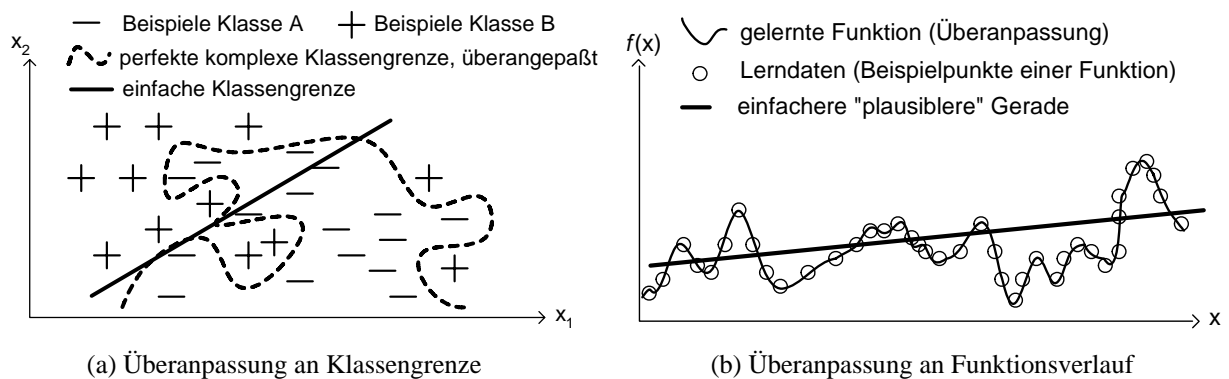 x2
Beispiele Klasse A
Beispiele Klasse B
perfekte komplexe Klassengrenze, überangepaßt
einfache Klassengrenze
x1
(a) Überanpassung an Klassengrenze
f(x)
gelernte Funktion (Überanpassung)
Lerndaten (Beispielpunkte einer Funktion)
einfachere "plausiblere" Gerade
x
(b) Überanpassung an Funktionsverlauf